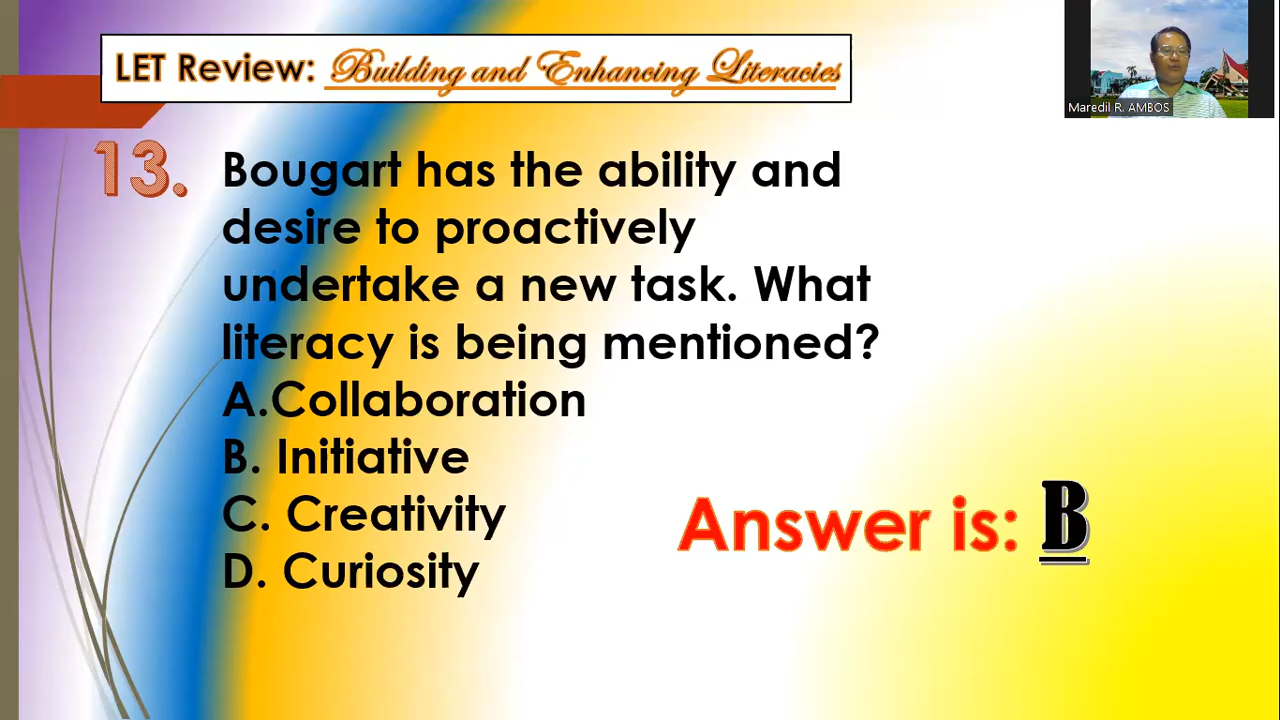 LET Review: Building and Enhancing Literacies
Maredil R. AMBOS
13. Bougart has the ability and
desire to proactively
undertake a new task. What
literacy is being mentioned?
A.Collaboration
B. Initiative
C. Creativity
D. Curiosity
Answer is: B